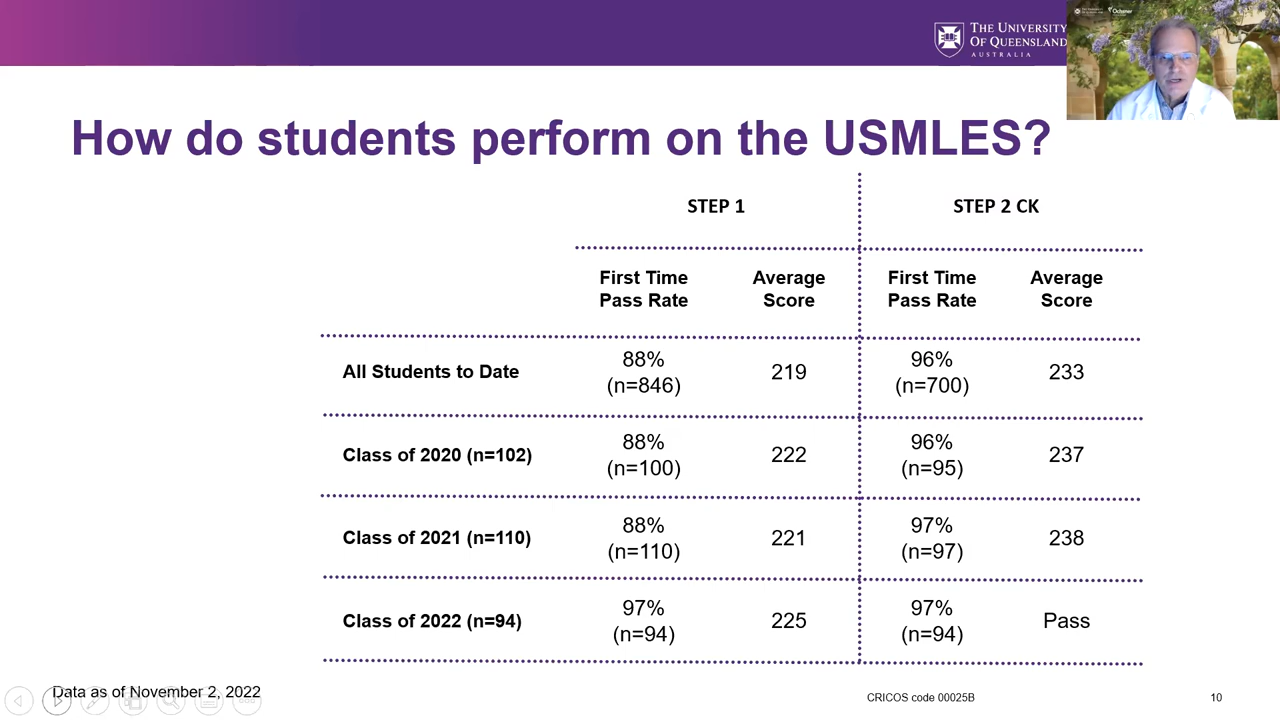 THE UNIVERSITY
OF QUEENSLAND
AUSTRALIA
Ochsner
How do students perform on the USMLES?
STEP 1
STEP 2 CK
First Time
Pass Rate
Average
Score
First Time
Pass Rate
Average
Score
All Students to Date
88%
(n=846)
219
96%
(n=700)
233
Class of 2020 (n=102)
88%
(n=100)
222
96%
(n=95)
237
Class of 2021 (n=110)
88%
(n=110)
221
97%
(n=97)
238
Class of 2022 (n=94)
97%
(n=94)
225
97%
(n=94)
Pass
Data as of November 2, 2022
CRICOS code 00025B
10